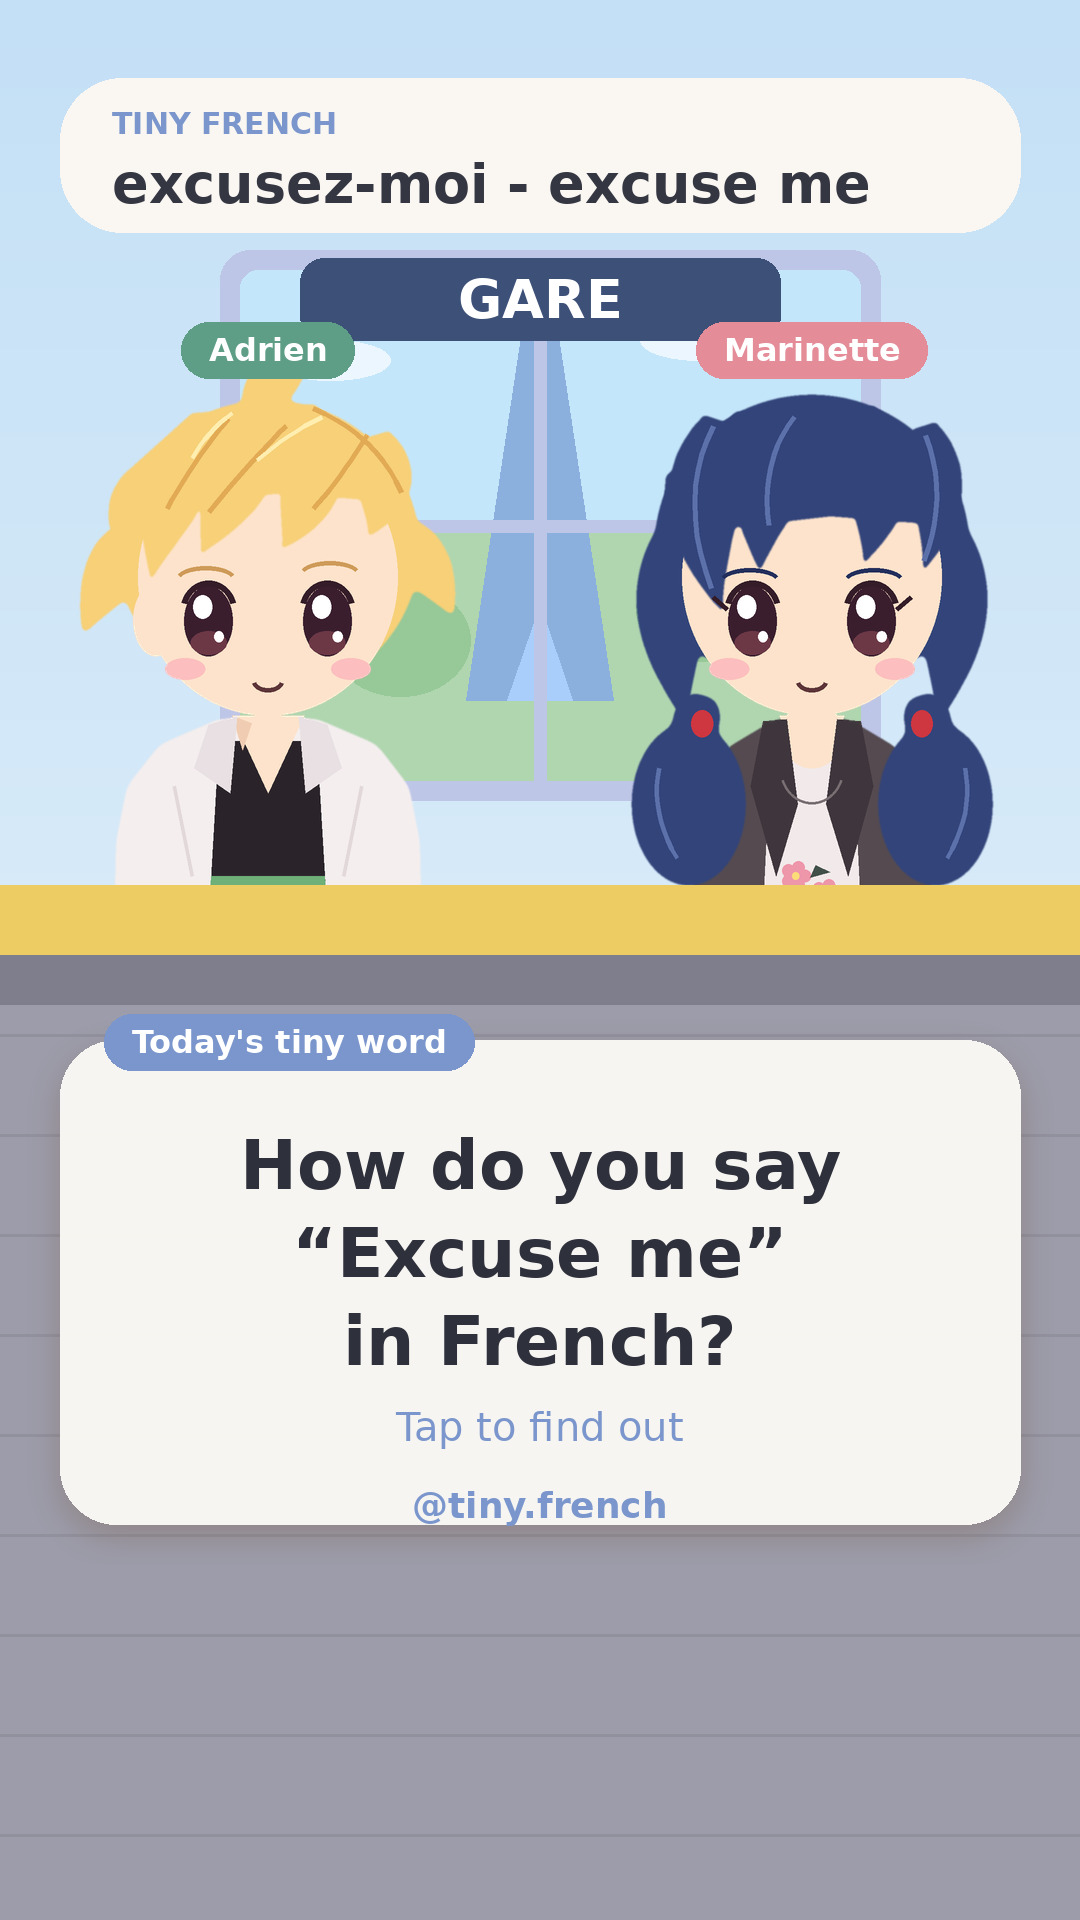 TINY FRENCH
excusez-moi - excuse me
GARE
Adrien
Marinette
Today's tiny word
How do you say
“Excuse me”
in French?
Tap to find out
@tiny.french